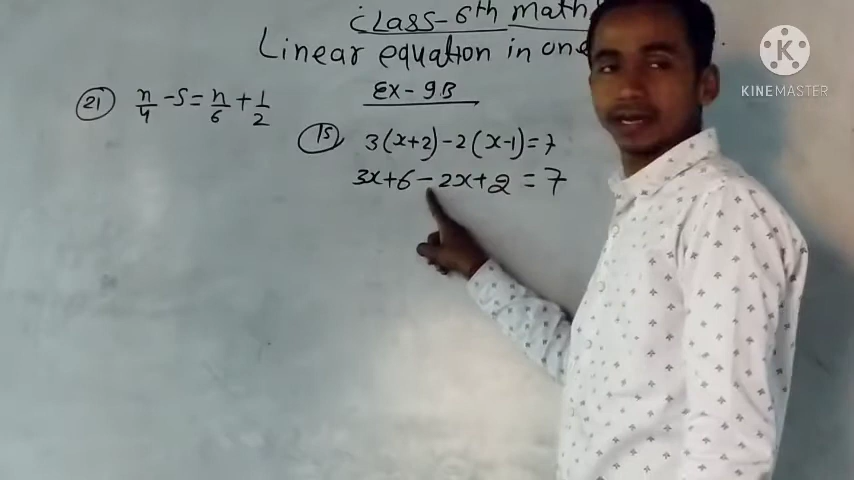 CLASS-6th math
Linear equation in one
EX-9B
(21) n/4 - 5 = n/6 + 1/2
(15) 3(x+2)-2(x-1)=7
3x+6-2x+2=7
K
KINEMASTER